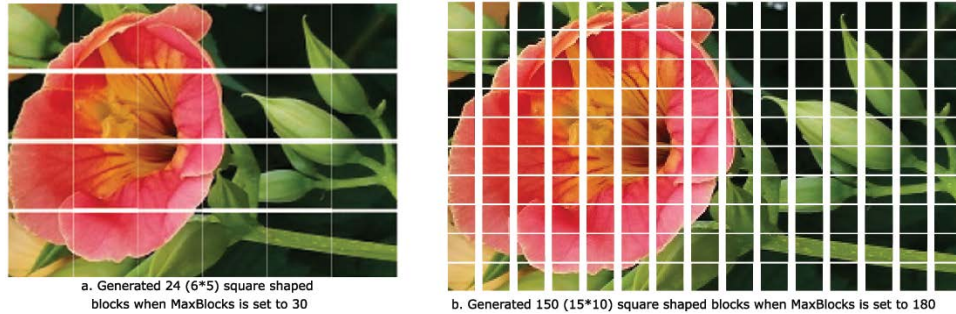 a. Generated 24 (6*5) square shaped
blocks when MaxBlocks is set to 30
b. Generated 150 (15*10) square shaped blocks when MaxBlocks is set to 180